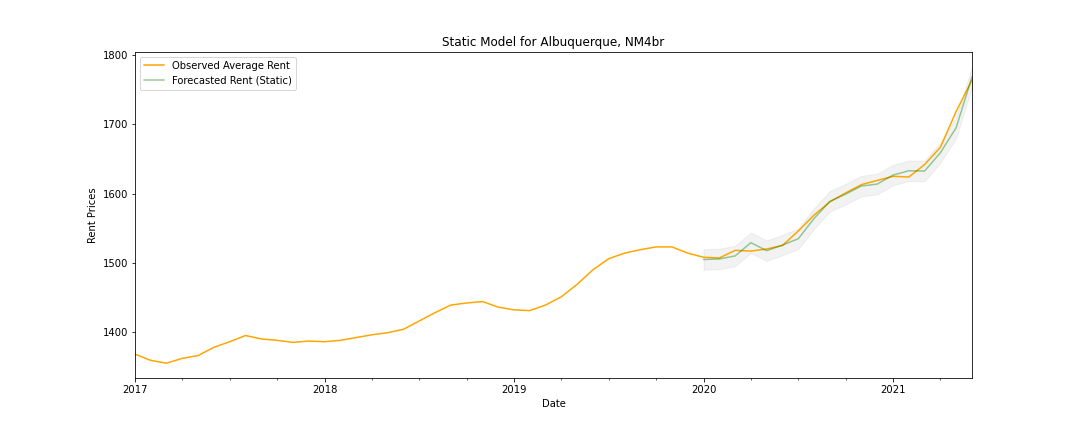 Static Model for Albuquerque, NM4br
1800
1700
1600
1500
1400
Rent Prices
Observed Average Rent
Forecasted Rent (Static)
2017
2018
2019
2020
2021
Date